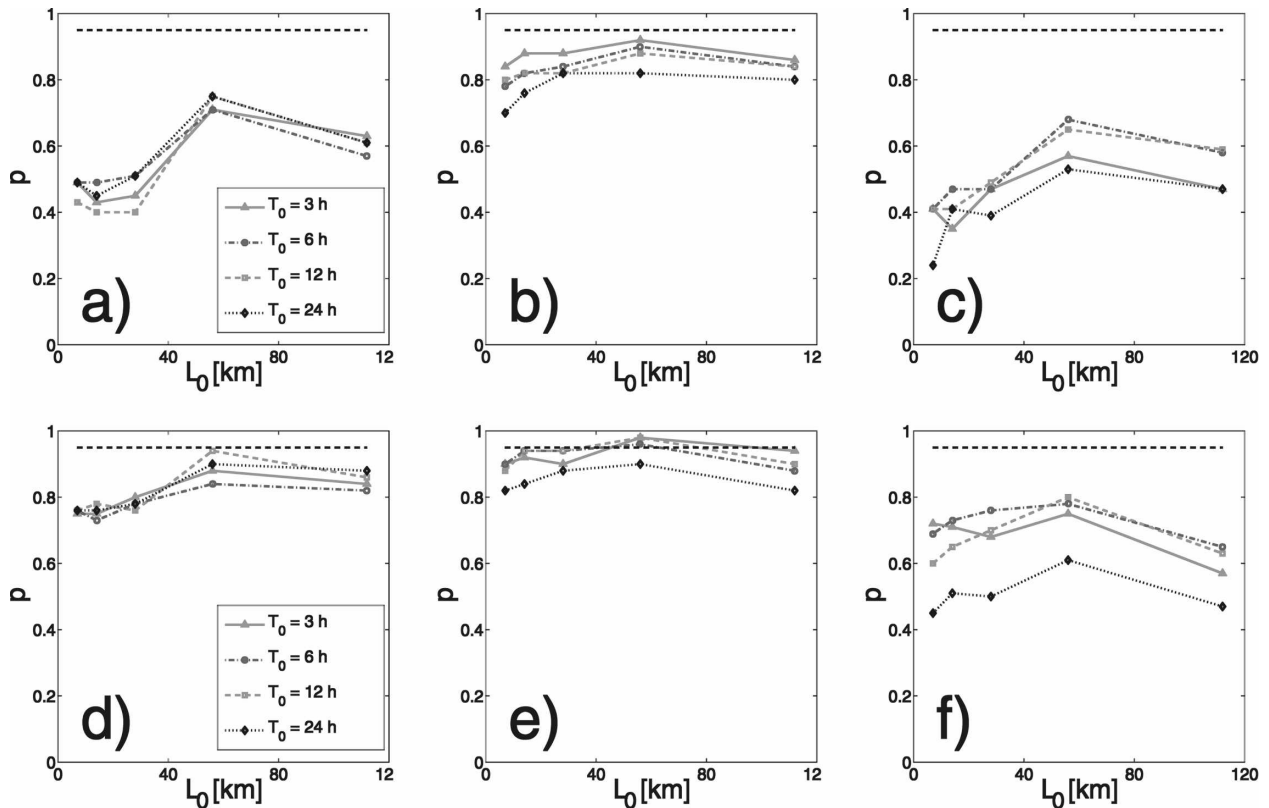 1
0.8
0.6
0.4
0.2
0
p
a)
T0 = 3 h
T0 = 6 h
T0 = 12 h
T0 = 24 h
0 40 80 12
L0 [km]
1
0.8
0.6
0.4
0.2
0
p
b)
0 40 80 12
L0 [km]
1
0.8
0.6
0.4
0.2
0
p
c)
0 40 80 120
L0 [km]
1
0.8
0.6
0.4
0.2
0
p
d)
T0 = 3 h
T0 = 6 h
T0 = 12 h
T0 = 24 h
0 40 80 12
L0 [km]
1
0.8
0.6
0.4
0.2
0
p
e)
0 40 80 12
L0 [km]
1
0.8
0.6
0.4
0.2
0
p
f)
0 40 80 120
L0 [km]